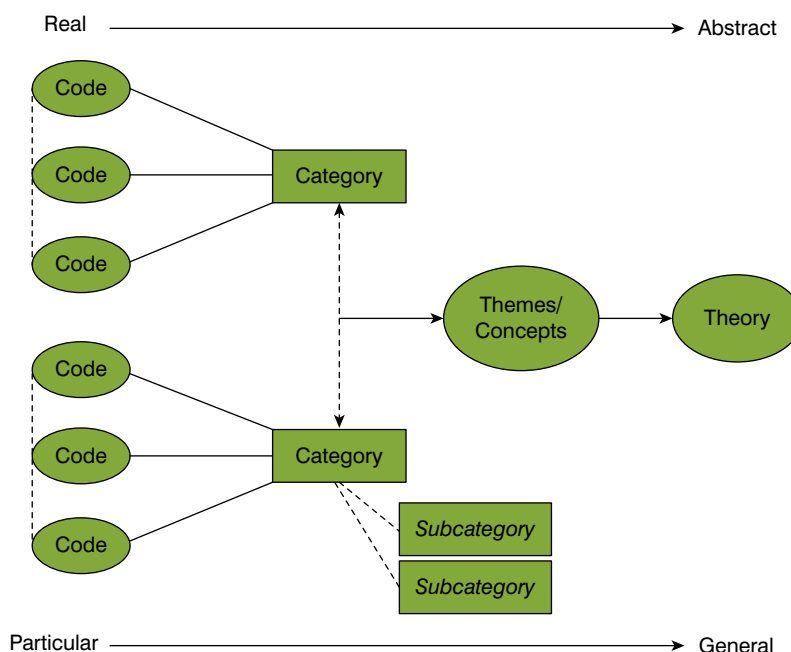 Real
Abstract
Code
Code
Category
Code
Themes/
Concepts
Theory
Code
Code
Category
Code
Subcategory
Subcategory
Particular
General